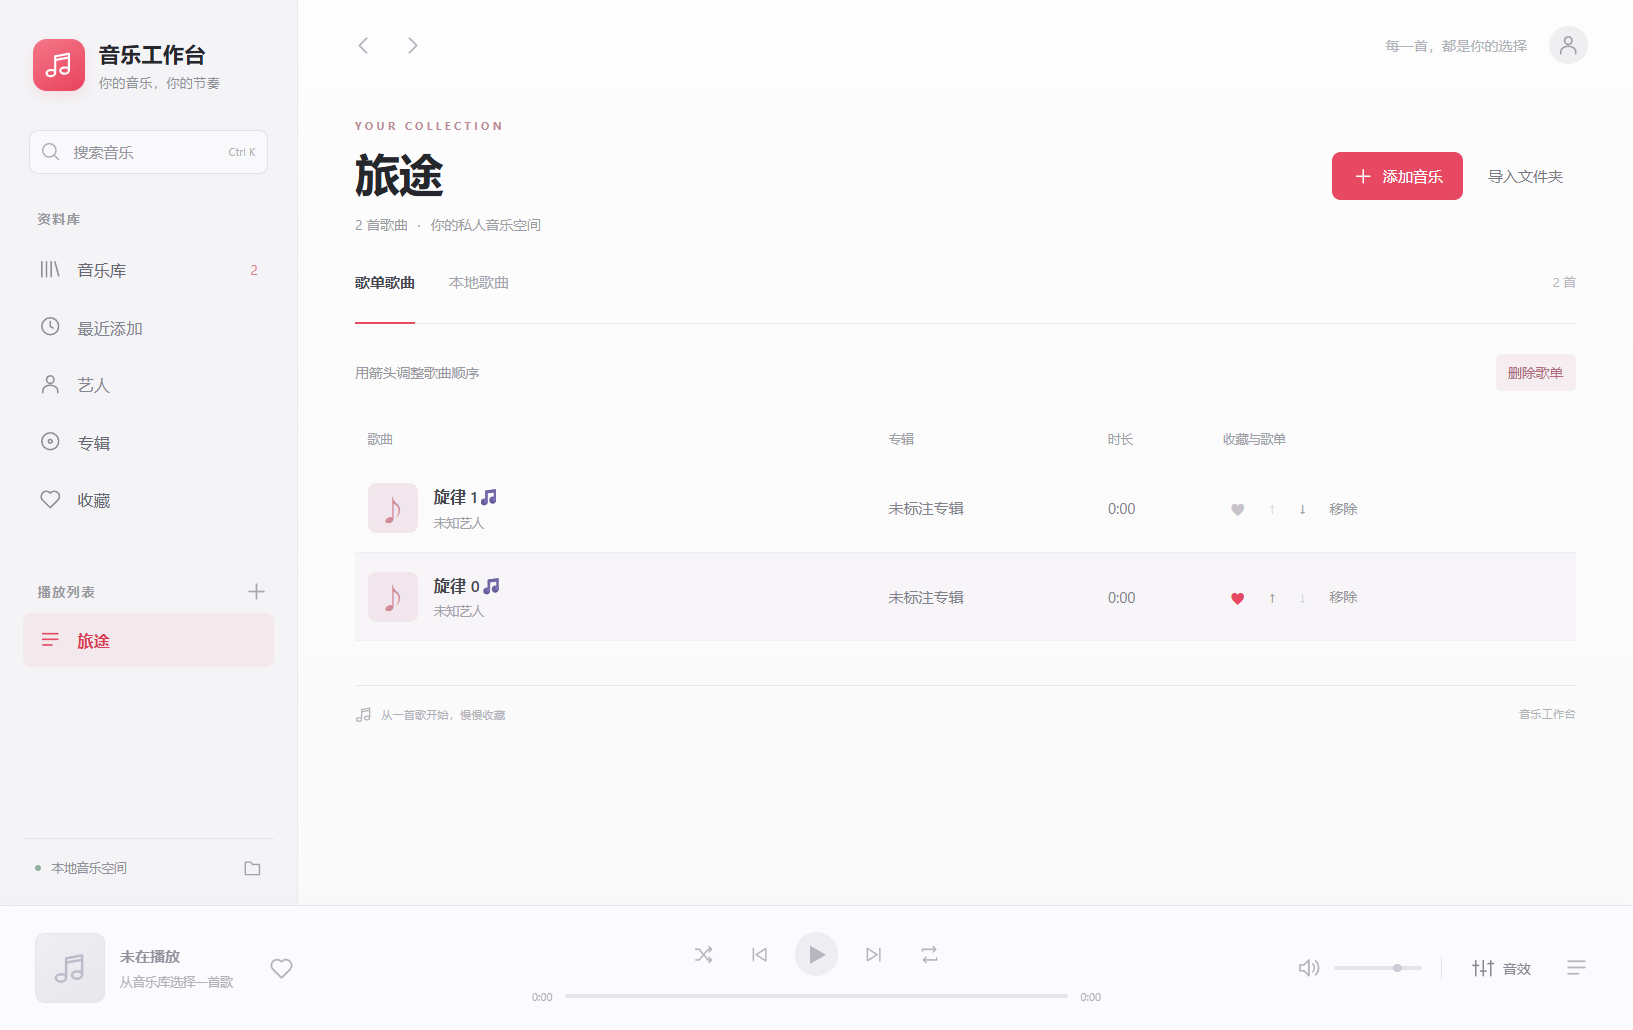 音乐工作台
你的音乐，你的节奏
搜索音乐 Ctrl K
资料库
音乐库 2
最近添加
艺人
专辑
收藏
播放列表
旅途
本地音乐空间
每一首，都是你的选择
YOUR COLLECTION
旅途
2 首歌曲 · 你的私人音乐空间
添加音乐 导入文件夹
歌单歌曲 本地歌曲 2 首
用箭头调整歌曲顺序 删除歌单
歌曲 专辑 时长 收藏与歌单
旋律 1🎵
未知艺人
未标注专辑 0:00 ↑ ↓ 移除
旋律 0🎵
未知艺人
未标注专辑 0:00 ↑ ↓ 移除
从一首歌开始，慢慢收藏 音乐工作台
未在播放
从音乐库选择一首歌
0:00 0:00
音效